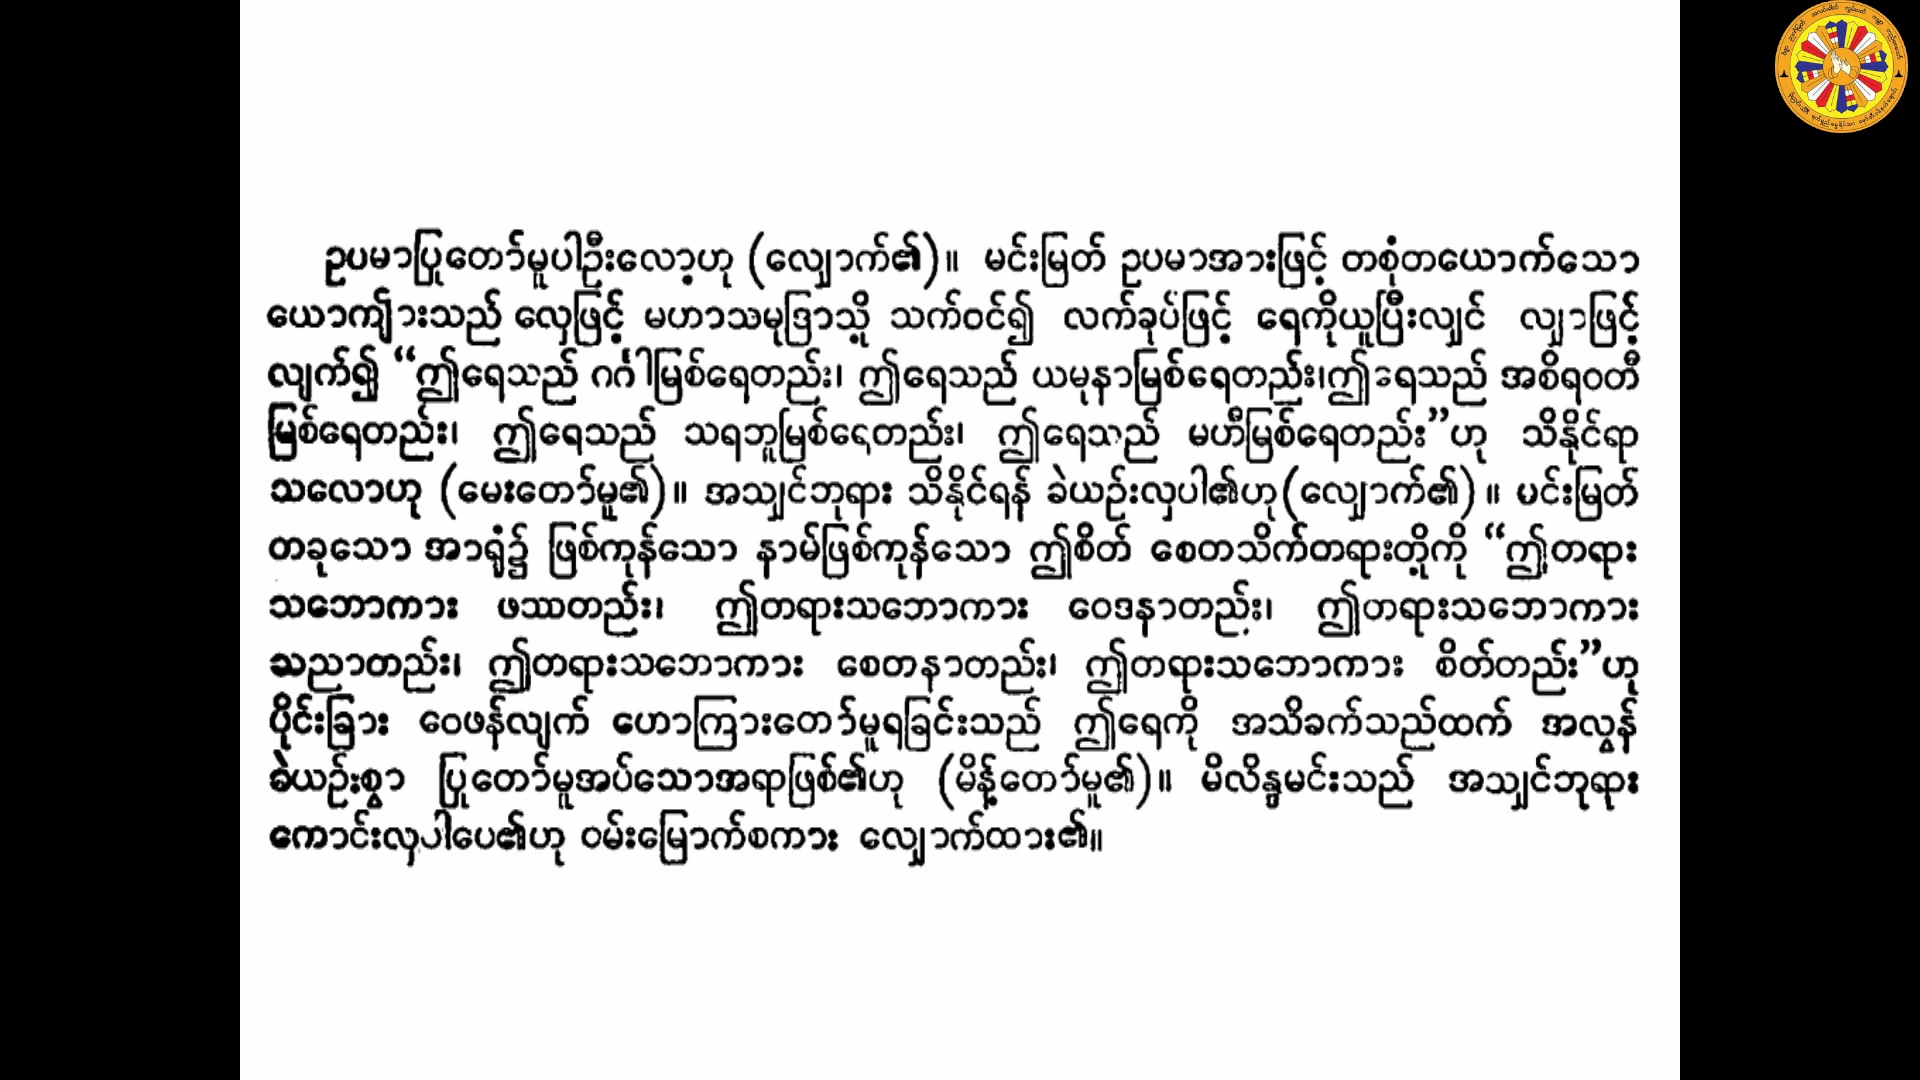 ဥပမာပြုတော်မူပါဦးလော့ဟု (လျှောက်၏)။ မင်းမြတ် ဥပမာအားဖြင့် တစုံတယောက်သော
ယောကျ်ားသည် လှေဖြင့် မဟာသမုဒြာသို့ သက်ဝင်၍ လက်ခုပ်ဖြင့် ရေကိုယူပြီးလျှင် လျှာဖြင့်
လျက်၍ “ဤရေသည် ဂင်္ဂါမြစ်ရေတည်း၊ ဤရေသည် ယမုနာမြစ်ရေတည်း၊ဤရေသည် အစိရဝတီ
မြစ်ရေတည်း၊ ဤရေသည် သရဘူမြစ်ရေတည်း၊ ဤရေသည် မဟီမြစ်ရေတည်း”ဟု သိနိုင်ရာ
သလောဟု (မေးတော်မူ၏)။ အသျှင်ဘုရား သိနိုင်ရန် ခဲယဉ်းလှပါ၏ဟု(လျှောက်၏)။ မင်းမြတ်
တခုသော အာရုံ၌ ဖြစ်ကုန်သော နာမ်ဖြစ်ကုန်သော ဤစိတ် စေတသိက်တရားတို့ကို “ဤတရား
သဘောကား ဖဿတည်း၊ ဤတရားသဘောကား ဝေဒနာတည်း၊ ဤတရားသဘောကား
သညာတည်း၊ ဤတရားသဘောကား စေတနာတည်း၊ ဤတရားသဘောကား စိတ်တည်း”ဟု
ပိုင်းခြား ဝေဖန်လျက် ဟောကြားတော်မူရခြင်းသည် ဤရေကို အသိခက်သည်ထက် အလွန်
ခဲယဉ်းစွာ ပြုတော်မူအပ်သောအရာဖြစ်၏ဟု (မိန့်တော်မူ၏)။ မိလိန္ဒမင်းသည် အသျှင်ဘုရား
ကောင်းလှပါပေ၏ဟု ဝမ်းမြောက်စကား လျှောက်ထား၏။